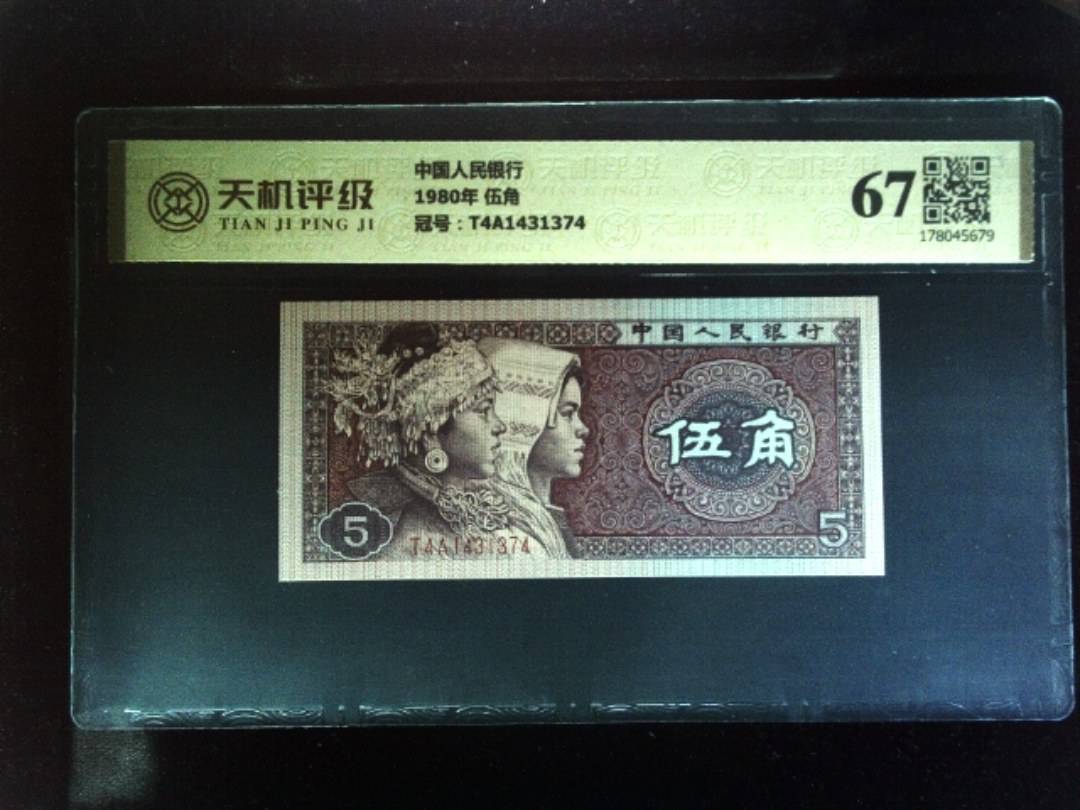 天机评级
TIAN JI PING JI
中国人民银行
1980年 伍角
冠号：T4A1431374
67
178045679
中国人民银行
伍角
5
T4A1431374
5